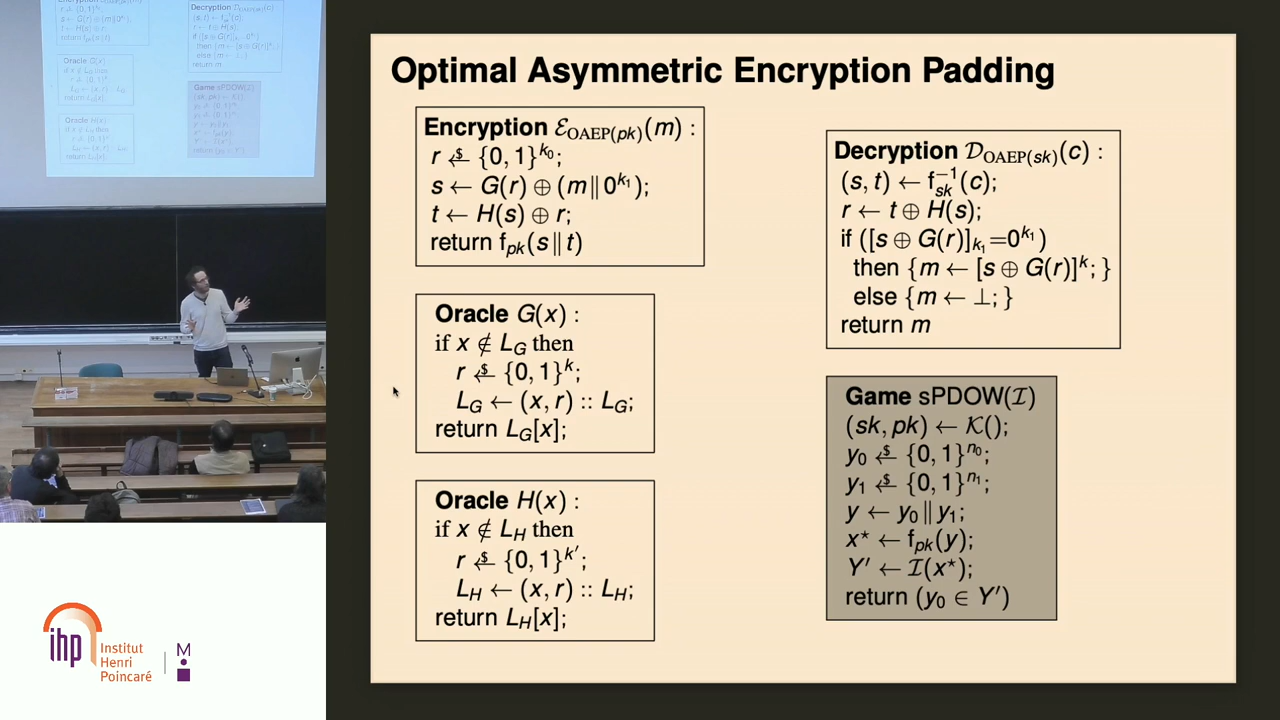 Optimal Asymmetric Encryption Padding
Encryption ℰ_OAEP(pk)(m) :
r ←$ {0, 1}^k₀;
s ← G(r) ⊕ (m‖0^k₁);
t ← H(s) ⊕ r;
return f_pk(s‖t)
Oracle G(x) :
if x ∉ L_G then
r ←$ {0, 1}^k;
L_G ← (x, r) :: L_G;
return L_G[x];
Oracle H(x) :
if x ∉ L_H then
r ←$ {0, 1}^k′;
L_H ← (x, r) :: L_H;
return L_H[x];
Decryption 𝒟_OAEP(sk)(c) :
(s, t) ← f_sk^−1(c);
r ← t ⊕ H(s);
if ([s ⊕ G(r)]_k₁=0^k₁)
then {m ← [s ⊕ G(r)]^k; }
else {m ← ⊥; }
return m
Game sPDOW(ℐ)
(sk, pk) ← 𝒦();
y₀ ←$ {0, 1}^n₀;
y₁ ←$ {0, 1}^n₁;
y ← y₀‖y₁;
x⋆ ← f_pk(y);
Y′ ← ℐ(x⋆);
return (y₀ ∈ Y′)
ihp
Institut
Henri
Poincaré